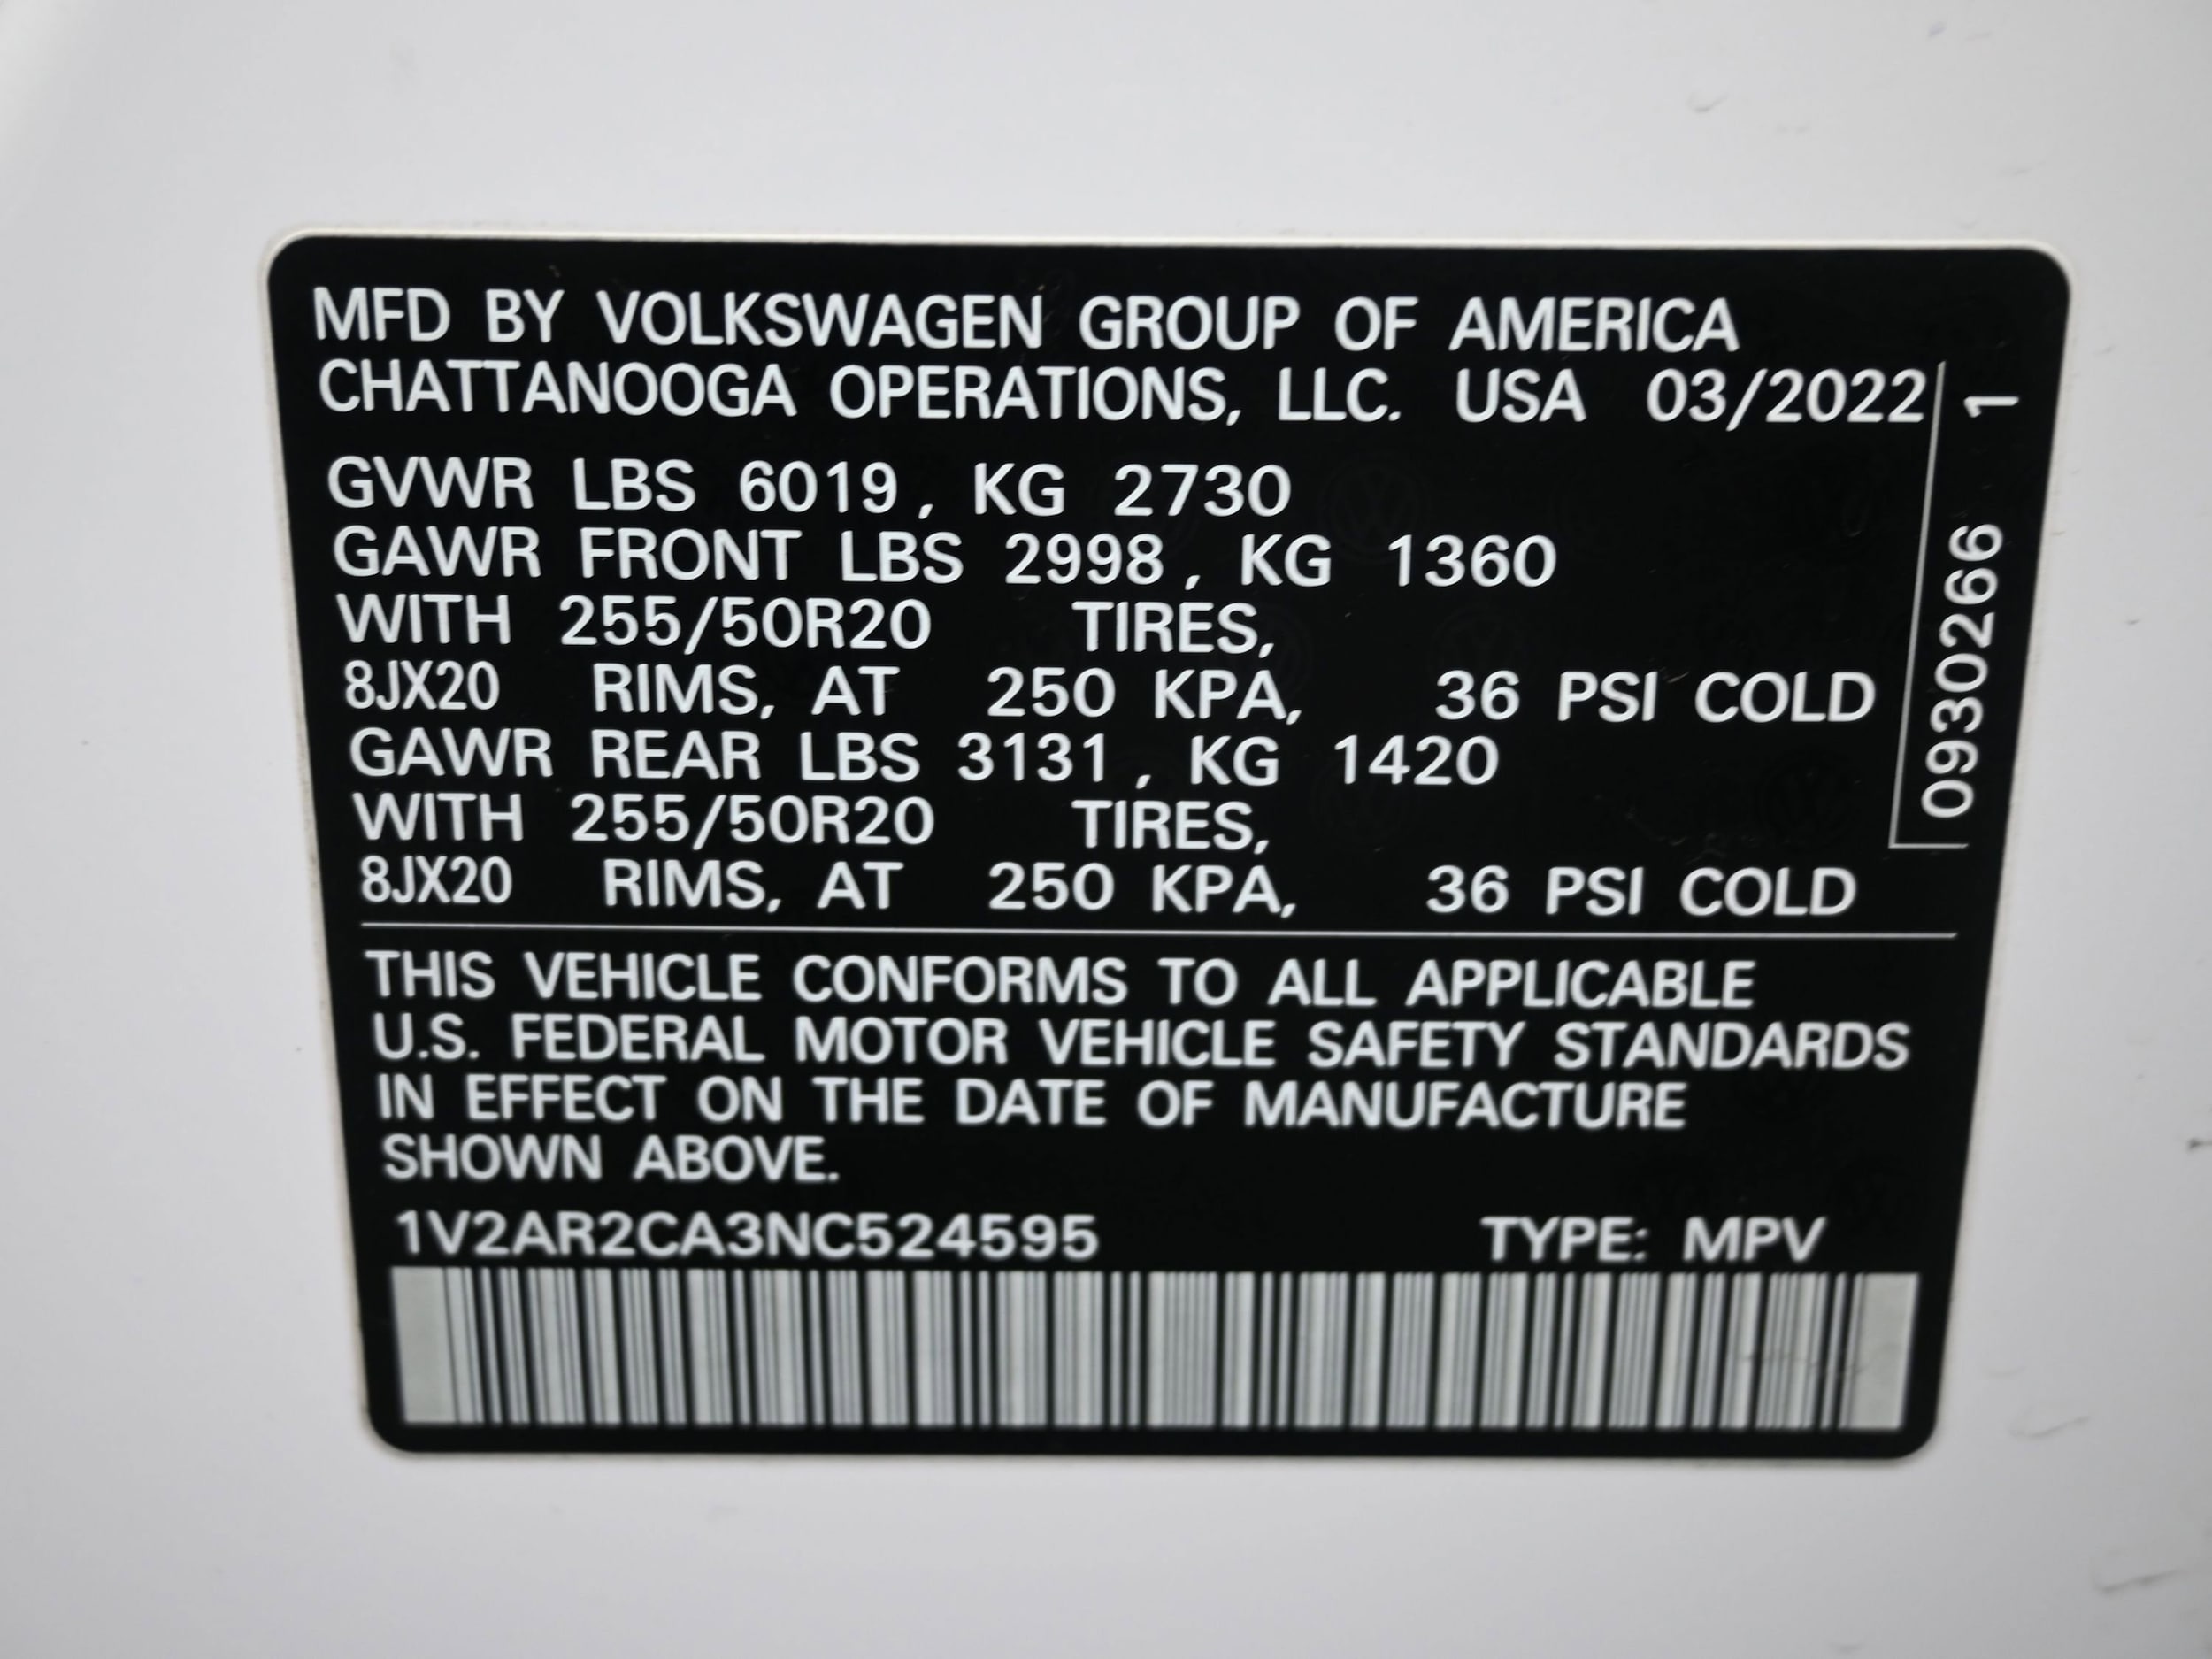 MFD BY VOLKSWAGEN GROUP OF AMERICA
CHATTANOOGA OPERATIONS, LLC. USA 03/2022
GVWR LBS 6019, KG 2730
GAWR FRONT LBS 2998, KG 1360
WITH 255/50R20 TIRES,
8JX20 RIMS, AT 250 KPA, 36 PSI COLD
GAWR REAR LBS 3131, KG 1420
WITH 255/50R20 TIRES,
8JX20 RIMS, AT 250 KPA, 36 PSI COLD
0930266 1
THIS VEHICLE CONFORMS TO ALL APPLICABLE
U.S. FEDERAL MOTOR VEHICLE SAFETY STANDARDS
IN EFFECT ON THE DATE OF MANUFACTURE
SHOWN ABOVE.
1V2AR2CA3NC524595 TYPE: MPV